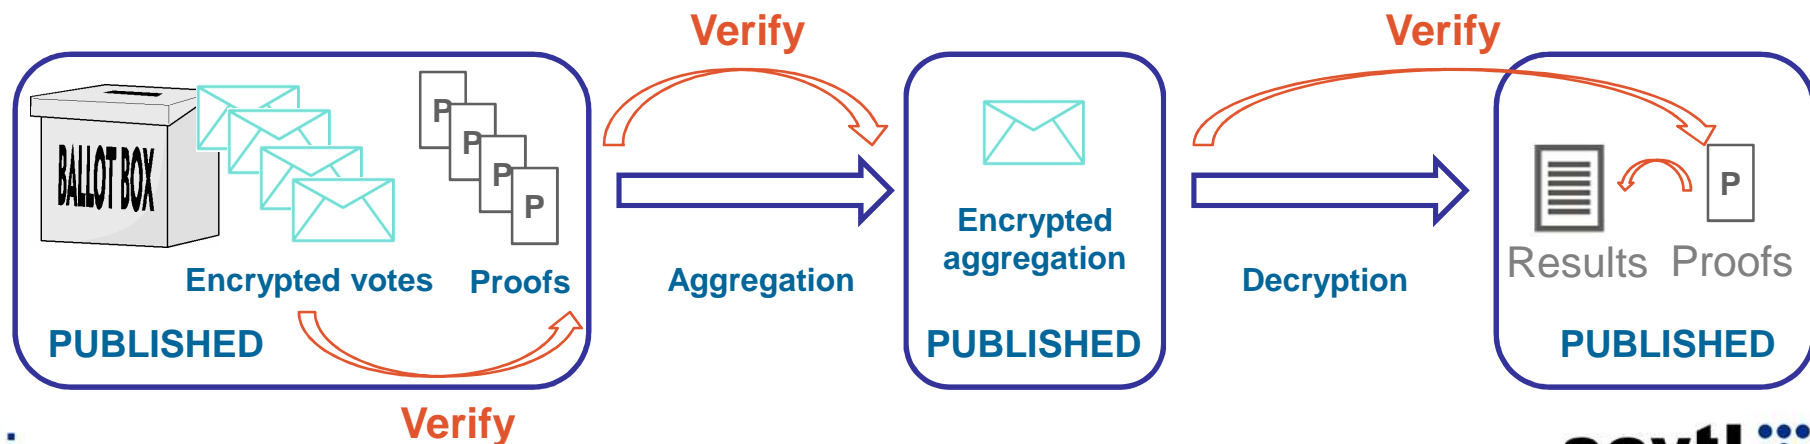 Verify
Verify
BALLOT BOX
P
P
P
P
Encrypted votes
Proofs
PUBLISHED
Verify
Aggregation
Encrypted
aggregation
PUBLISHED
Decryption
P
Results
Proofs
PUBLISHED